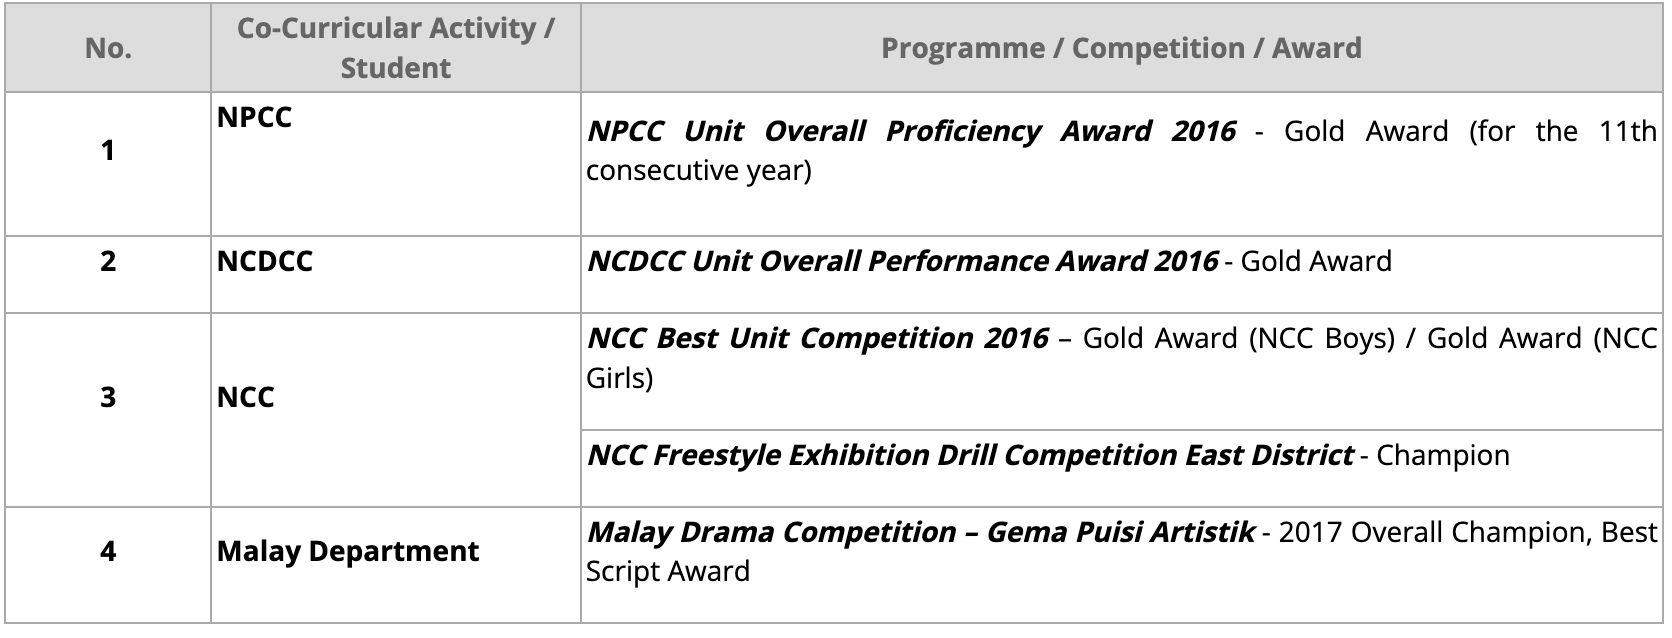 No.
Co-Curricular Activity /
Student
Programme / Competition / Award
1
NPCC
NPCC Unit Overall Proficiency Award 2016 - Gold Award (for the 11th
consecutive year)
2
NCDCC
NCDCC Unit Overall Performance Award 2016 - Gold Award
3
NCC
NCC Best Unit Competition 2016 – Gold Award (NCC Boys) / Gold Award (NCC
Girls)
NCC Freestyle Exhibition Drill Competition East District - Champion
4
Malay Department
Malay Drama Competition – Gema Puisi Artistik - 2017 Overall Champion, Best
Script Award